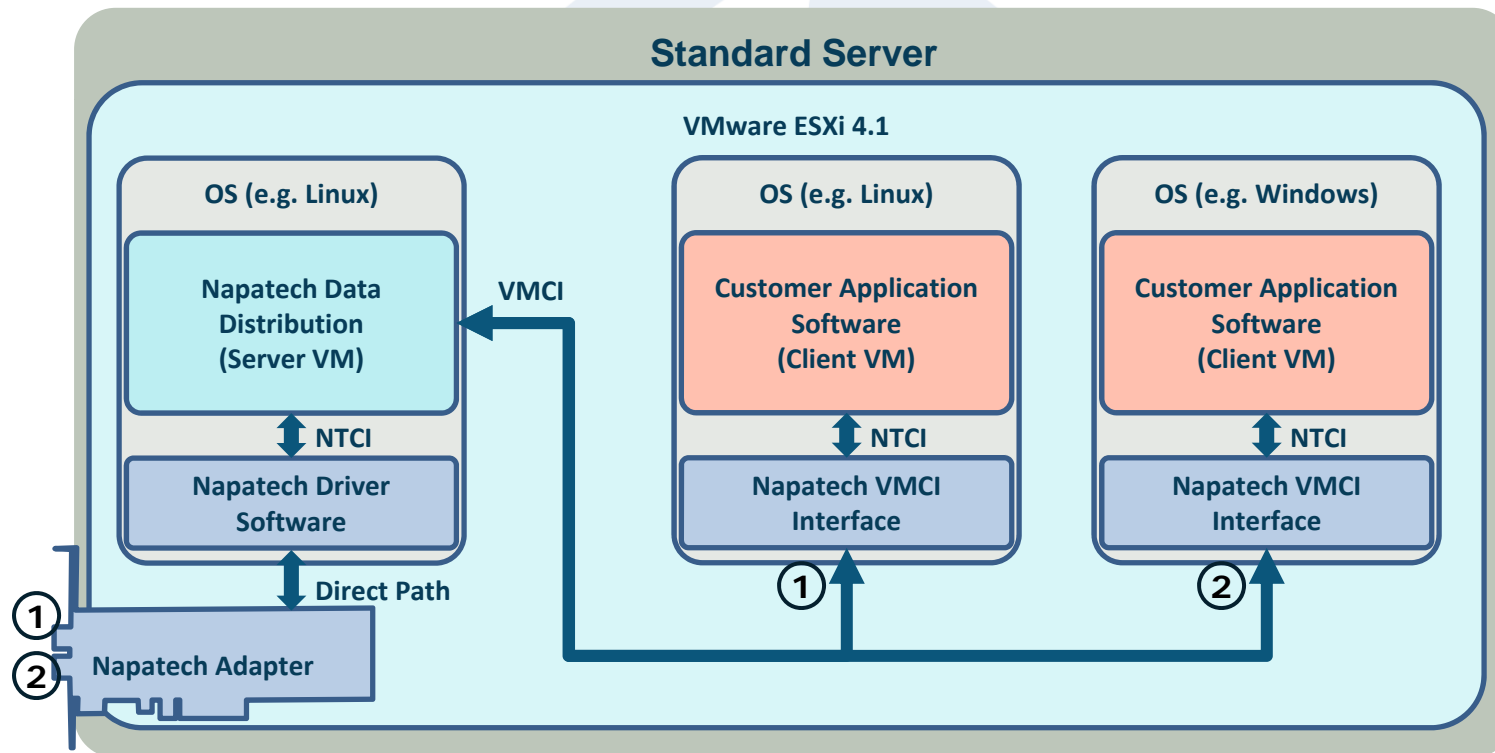 Standard Server
VMware ESXi 4.1
OS (e.g. Linux)
Napatech Data
Distribution
(Server VM)
NTCI
Napatech Driver
Software
Direct Path
1
2
Napatech Adapter
VMCI
OS (e.g. Linux)
Customer Application
Software
(Client VM)
NTCI
Napatech VMCI
Interface
1
OS (e.g. Windows)
Customer Application
Software
(Client VM)
NTCI
Napatech VMCI
Interface
2